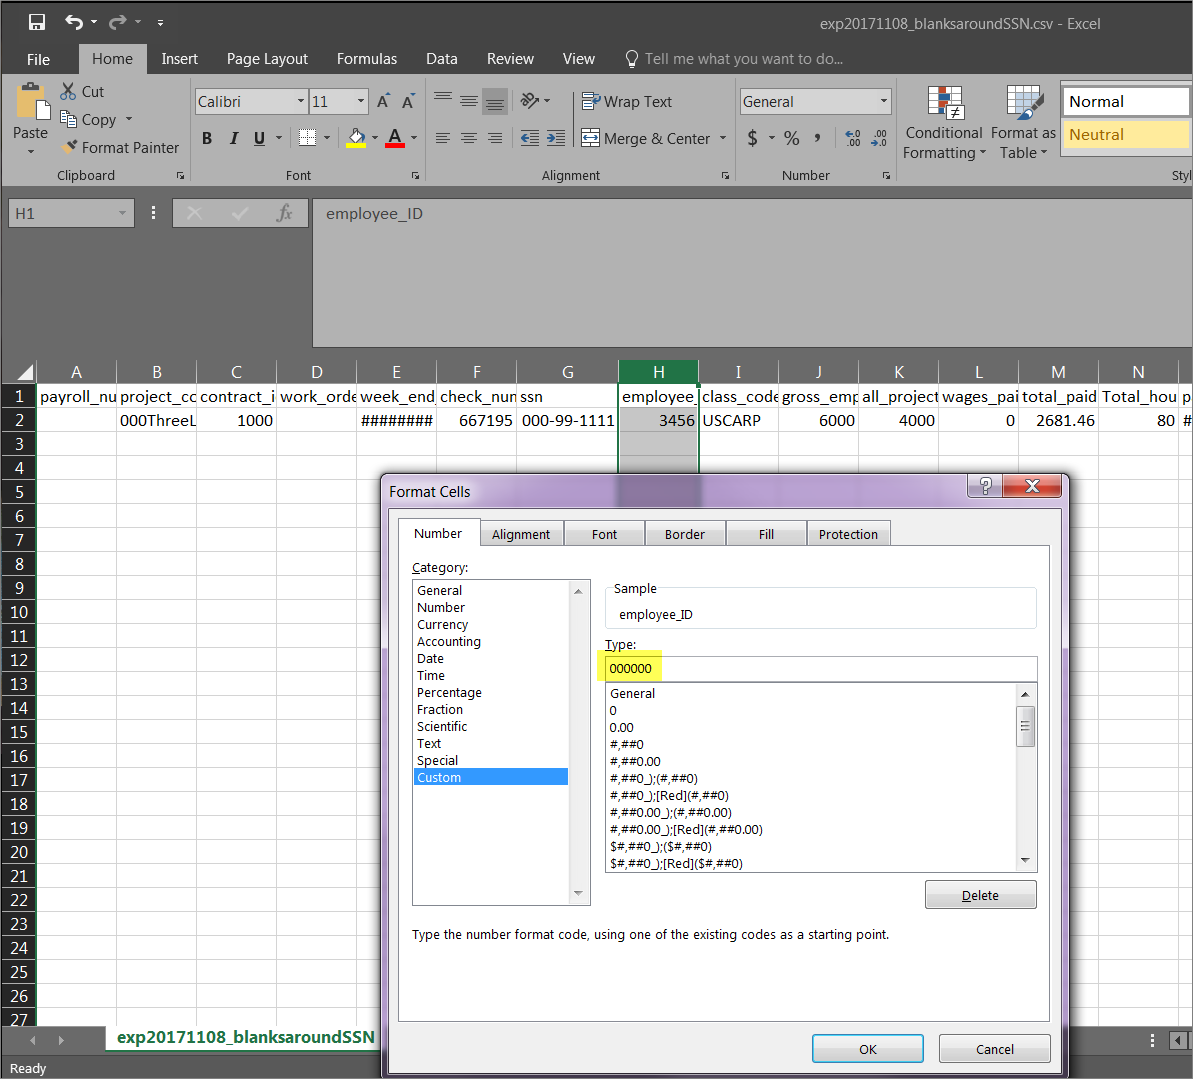 exp20171108_blanksaroundSSN.csv - Excel
File Home Insert Page Layout Formulas Data Review View Tell me what you want to do...
Paste
Cut
Copy
Format Painter
Clipboard
Calibri 11
B I U A
Font
Wrap Text
Merge & Center
Alignment
General
$ % ,
Number
Conditional Formatting
Format as Table
Normal
Neutral
Styl
H1 fx employee_ID
A B C D E F G H I J K L M N
1 payroll_nu project_co contract_i work_orde week_end_ check_num ssn employee_ class_code gross_emp all_project wages_pai total_paid Total_hou p
2 000ThreeL 1000 ######## 667195 000-99-1111 3456 USCARP 6000 4000 0 2681.46 80 #
3
4
5
6
7
8
9
10
11
12
13
14
15
16
17
18
19
20
21
22
23
24
25
26
27
Format Cells
Number Alignment Font Border Fill Protection
Category:
General
Number
Currency
Accounting
Date
Time
Percentage
Fraction
Scientific
Text
Special
Custom
Sample
employee_ID
Type:
000000
General
0
0.00
#,##0
#,##0.00
#,##0_);(#,##0)
#,##0_);[Red](#,##0)
#,##0.00_);(#,##0.00)
#,##0.00_);[Red](#,##0.00)
$#,##0_);($#,##0)
$#,##0_);[Red]($#,##0)
Delete
Type the number format code, using one of the existing codes as a starting point.
OK Cancel
exp20171108_blanksaroundSSN
Ready